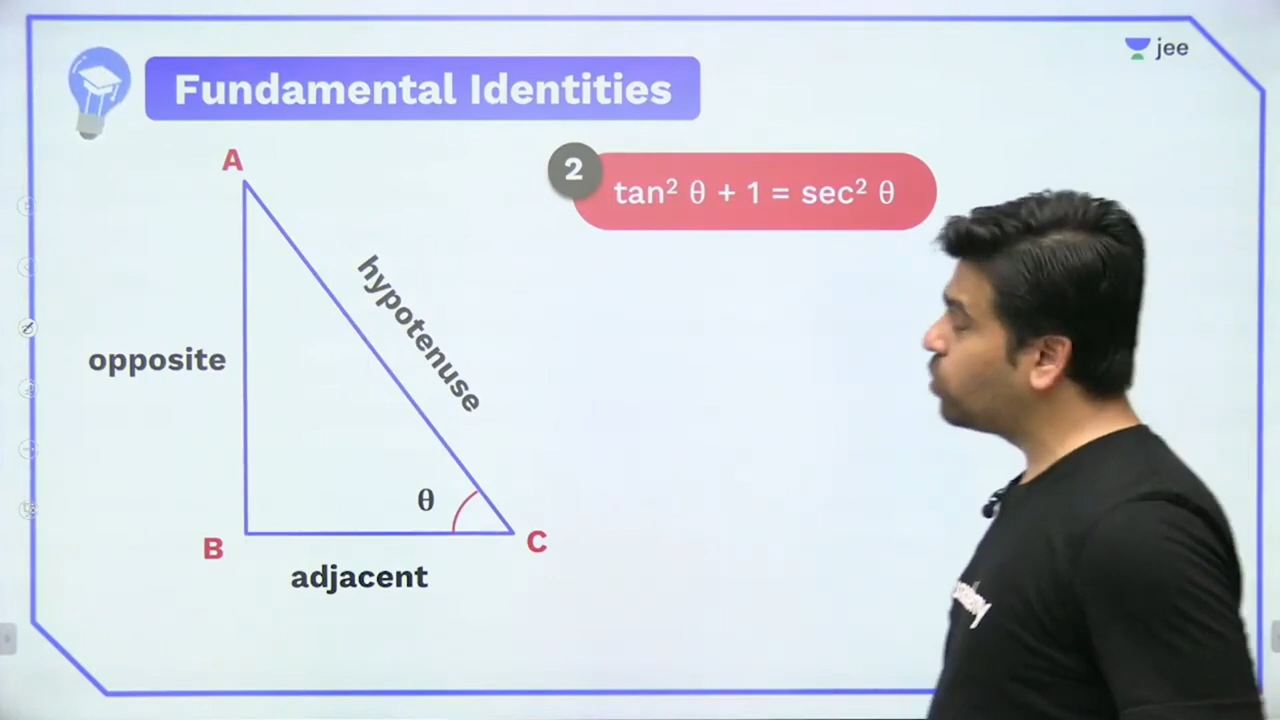 jee
Fundamental Identities
A
2
tan² θ + 1 = sec² θ
hypotenuse
opposite
θ
B
C
adjacent